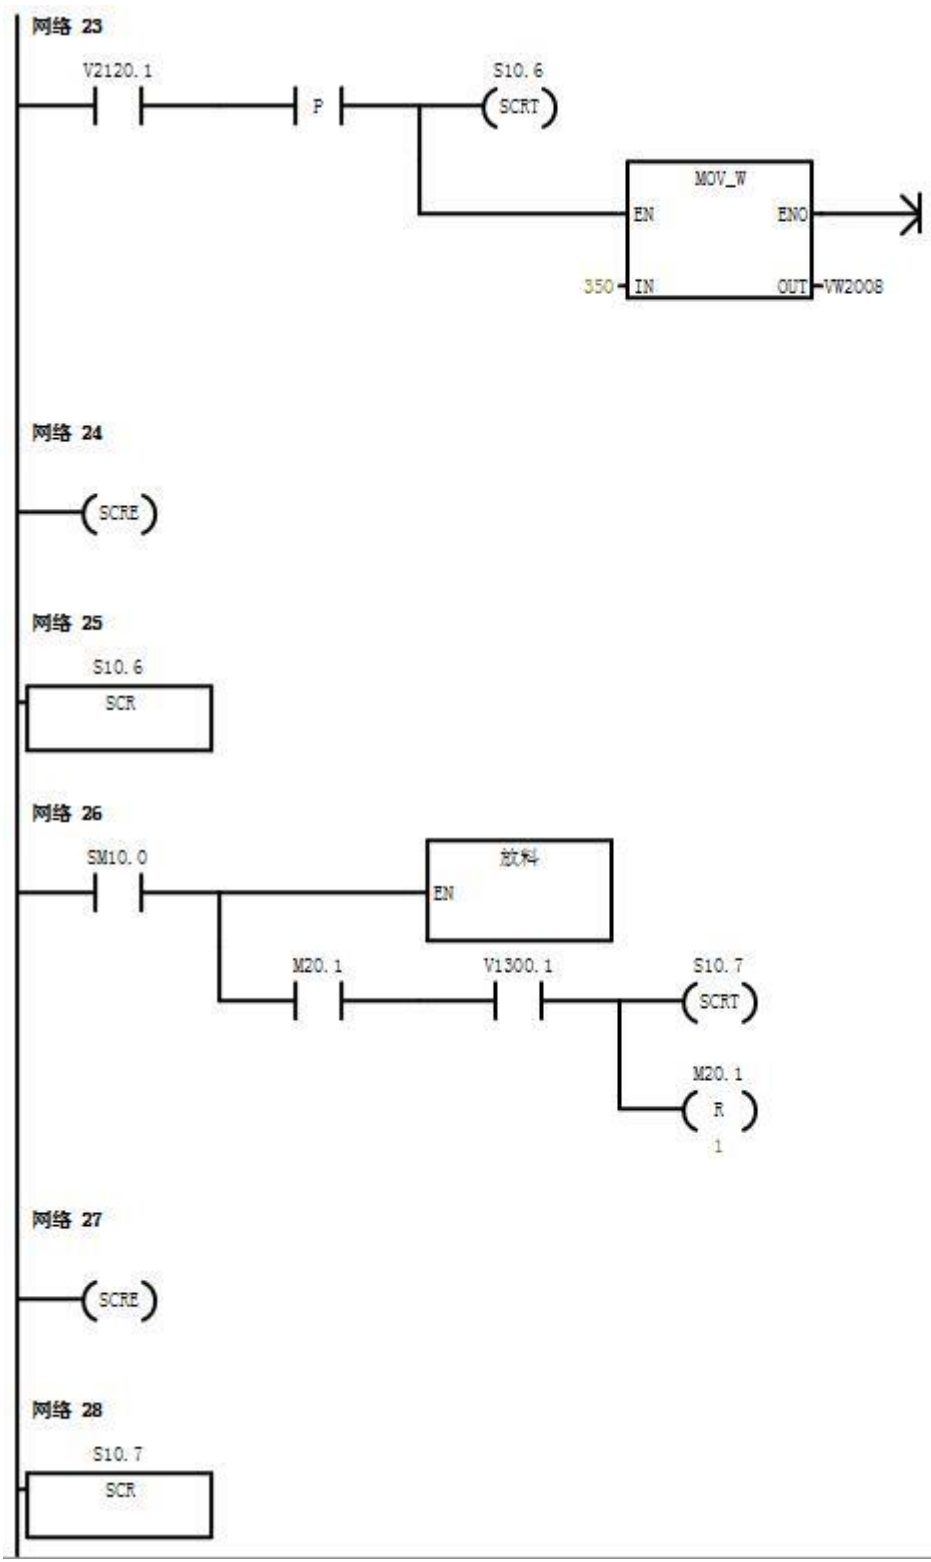 网络 23
V2120.1
S10.6
P
SCRT
MOV_W
EN
ENO
350
IN
OUT
VW2008
网络 24
SCRE
网络 25
S10.6
SCR
网络 26
SM10.0
放料
EN
M20.1
V1300.1
S10.7
SCRT
M20.1
R
1
网络 27
SCRE
网络 28
S10.7
SCR